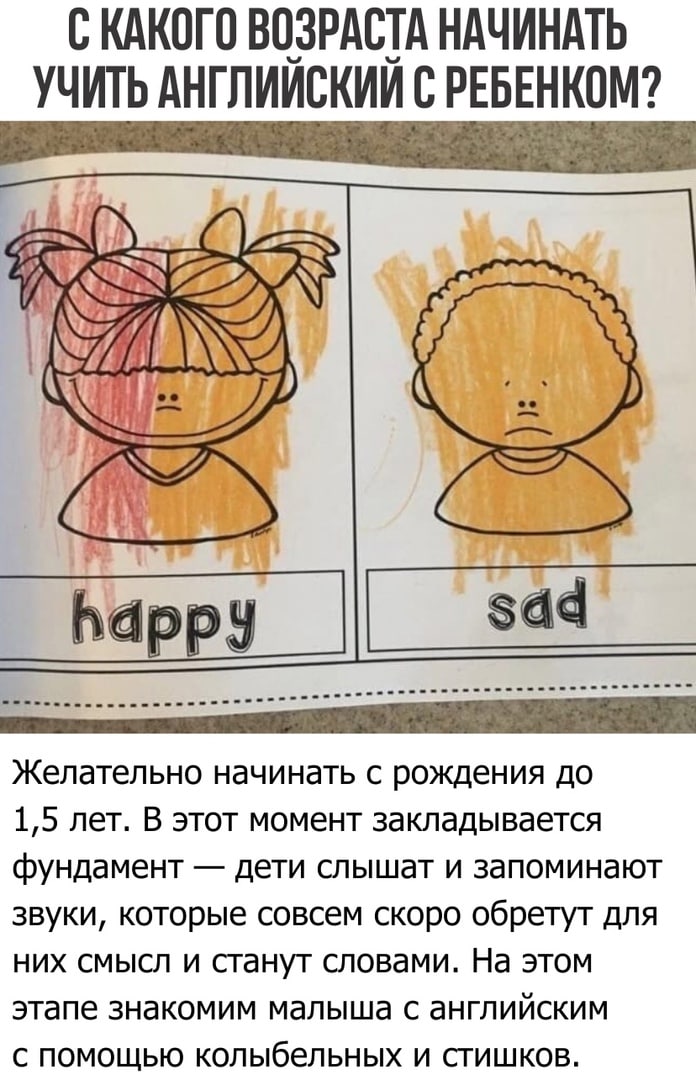 С КАКОГО ВОЗРАСТА НАЧИНАТЬ
УЧИТЬ АНГЛИЙСКИЙ С РЕБЕНКОМ?
happy
sad
Желательно начинать с рождения до
1,5 лет. В этот момент закладывается
фундамент — дети слышат и запоминают
звуки, которые совсем скоро обретут для
них смысл и станут словами. На этом
этапе знакомим малыша с английским
с помощью колыбельных и стишков.